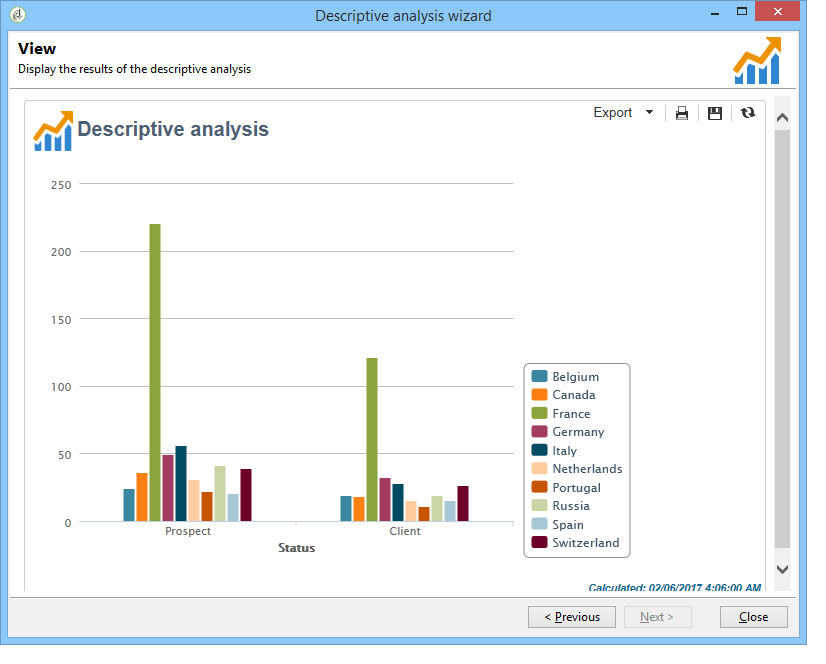 Descriptive analysis wizard
View
Display the results of the descriptive analysis
Export
Descriptive analysis
250
200
150
100
50
0
Prospect Client
Status
Belgium
Canada
France
Germany
Italy
Netherlands
Portugal
Russia
Spain
Switzerland
Calculated: 02/06/2017 4:06:00 AM
< Previous Next > Close